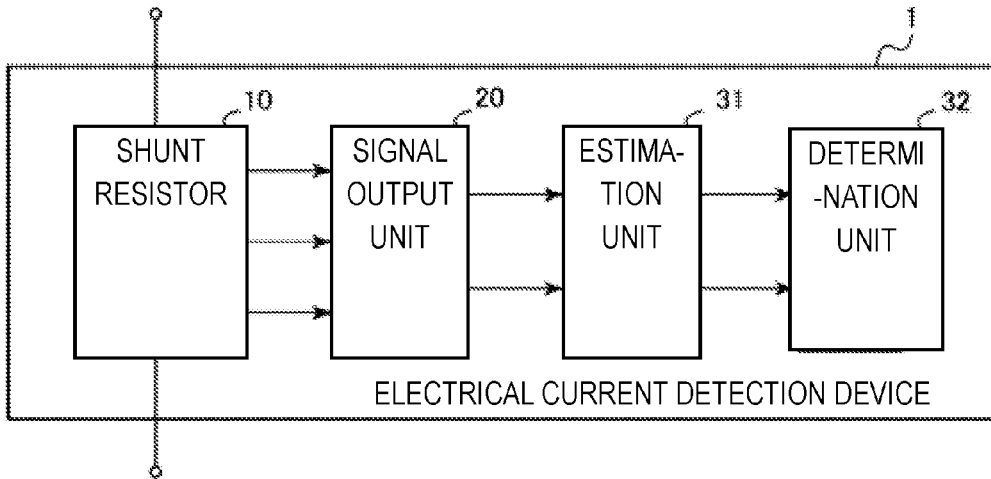 1
10
20
31
32
SHUNT
RESISTOR
SIGNAL
OUTPUT
UNIT
ESTIMA-
TION
UNIT
DETERMI
-NATION
UNIT
ELECTRICAL CURRENT DETECTION DEVICE